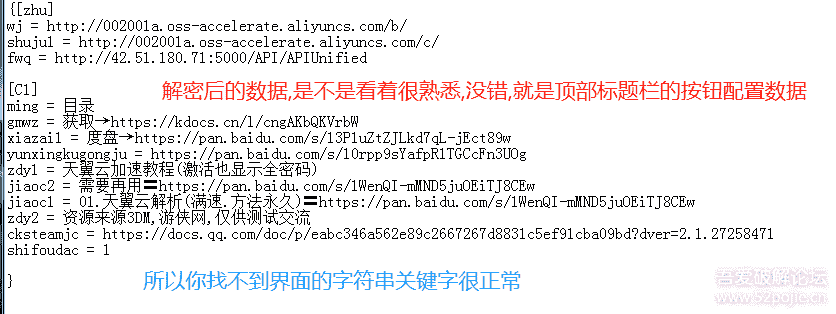 {[zhu]
wj = http://002001a.oss-accelerate.aliyuncs.com/b/
shuju1 = http://002001a.oss-accelerate.aliyuncs.com/c/
fwq = http://42.51.180.71:5000/API/APIUnified
[C1]
解密后的数据,是不是看着很熟悉,没错,就是顶部标题栏的按钮配置数据
ming = 目录
gmwz = 获取→https://kdocs.cn/l/cngAKbQKVrbW
xiazai1 = 度盘→https://pan.baidu.com/s/13P1uZtZJLkd7qL-jEct89w
yunxingkugongju = https://pan.baidu.com/s/10rpp9sYafpR1TGCcFn3UOg
zdy1 = 天翼云加速教程(激活也显示全密码)
jiaoc2 = 需要再用〓https://pan.baidu.com/s/1WenQI-mMND5juOEiTJ8CEw
jiaoc1 = 01.天翼云解析(满速.方法永久)〓https://pan.baidu.com/s/1WenQI-mMND5juOEiTJ8CEw
zdy2 = 资源来源3DM,游侠网,仅供测试交流
cksteamjc = https://docs.qq.com/doc/p/eabc346a562e89c2667267d8831c5ef91cba09bd?dver=2.1.27258471
shifoudac = 1
}
所以你找不到界面的字符串关键字很正常
吾爱破解论坛
www.52pojie.cn